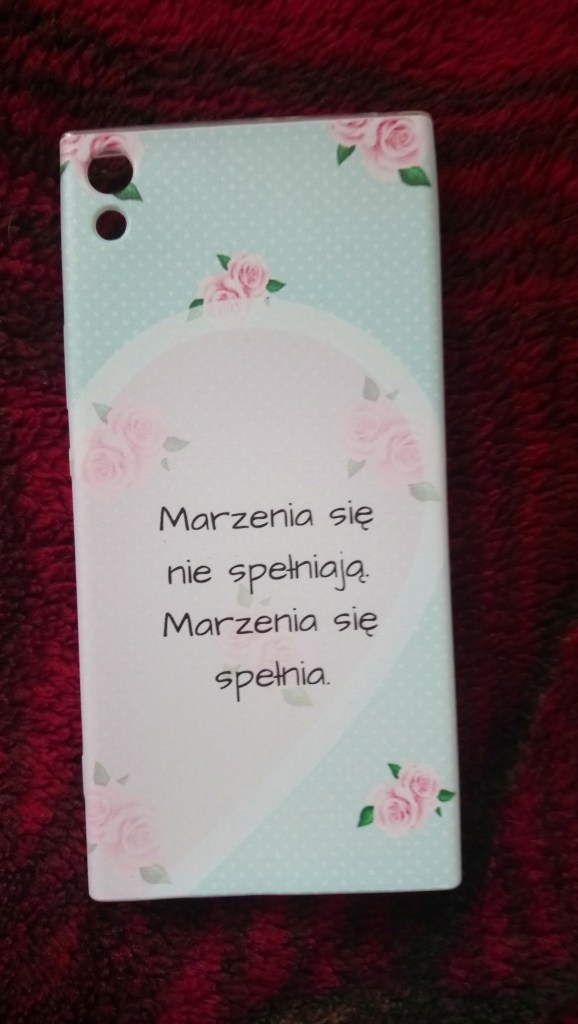 Marzenia się
nie spełniają.
Marzenia się
spełnia.